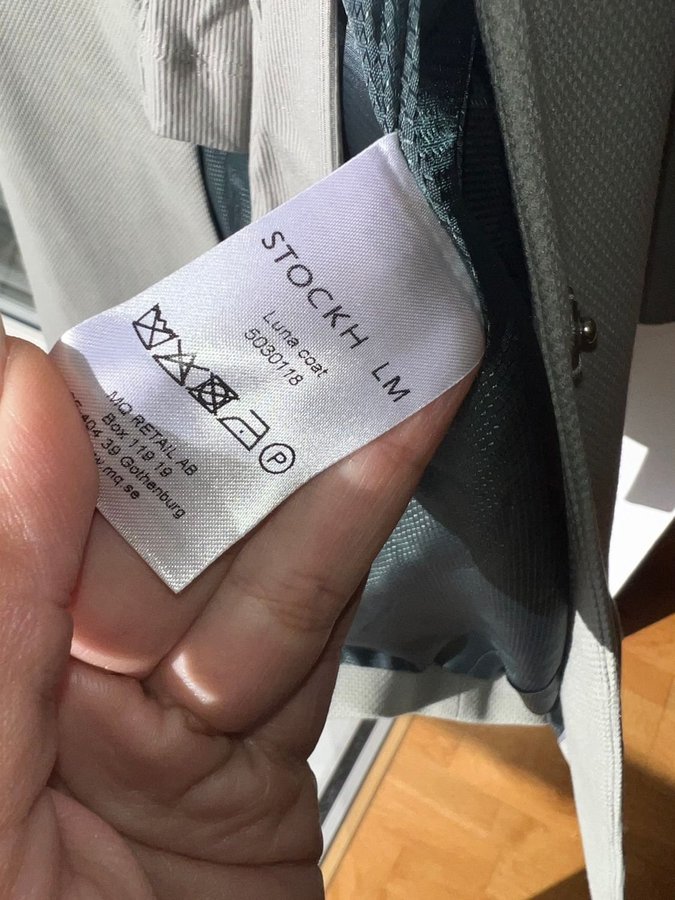 STOCKH LM
Luna coat
5030118
P
MQ RETAIL AB
Box 119 19
404 39 Gothenburg
.mq.se